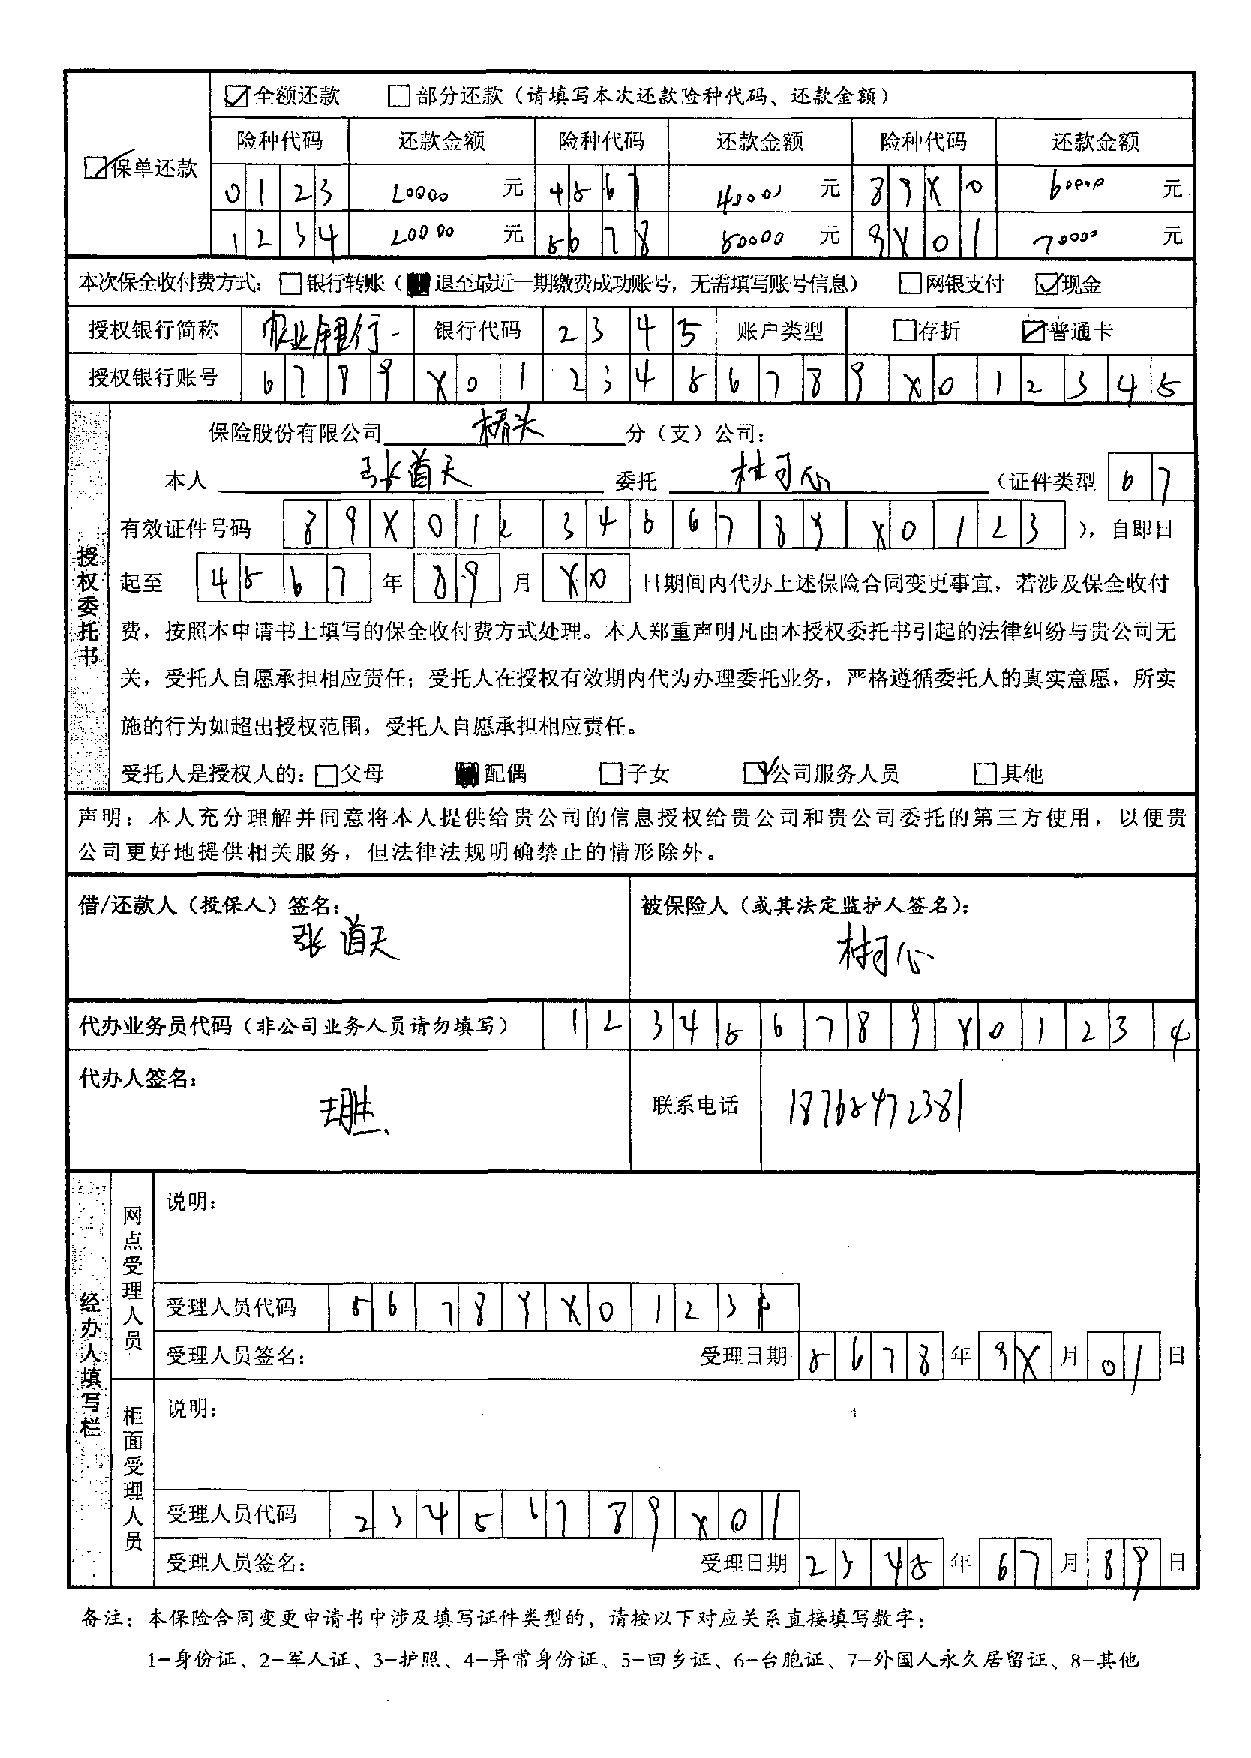 ☑全额还款 □部分还款（请填写本次还款险种代码、还款金额）
险种代码 还款金额 险种代码 还款金额 险种代码 还款金额
☑保单还款
0123 20000 元 4567 40000 元 89X0 60000 元
1234 20000 元 5678 50000 元 9X01 70000 元
本次保全收付费方式：□银行转账（■退至最近一期缴费成功账号，无需填写账号信息） □网银支付 ☑现金
授权银行简称 农业银行 银行代码 2345 账户类型 □存折 ☑普通卡
授权银行账号 6789X0123456789X012345
授权委托书
保险股份有限公司 桥头 分（支）公司：
本人 张首天 委托 杜可心 （证件类型 67
有效证件号码 89X0123456789X0123 ），自即日
起至 4567 年 89 月 X0 日期间内代办上述保险合同变更事宜，若涉及保全收付
费，按照本申请书上填写的保全收付费方式处理。本人郑重声明凡由本授权委托书引起的法律纠纷与贵公司无
关，受托人自愿承担相应责任；受托人在授权有效期内代为办理委托业务，严格遵循委托人的真实意愿，所实
施的行为如超出授权范围，受托人自愿承担相应责任。
受托人是授权人的：□父母 ■配偶 □子女 ☑公司服务人员 □其他
声明：本人充分理解并同意将本人提供给贵公司的信息授权给贵公司和贵公司委托的第三方使用，以便贵
公司更好地提供相关服务，但法律法规明确禁止的情形除外。
借/还款人（投保人）签名： 被保险人（或其法定监护人签名）：
张首天 杜可心
代办业务员代码（非公司业务人员请勿填写） 123456789X01234
代办人签名：
联系电话 18765472381
经办人填写栏
网点受理人员
说明：
受理人员代码 56789X0123
受理人员签名： 受理日期 5678 年 9X 月 01 日
柜面受理人员
说明：
受理人员代码 23456789X01
受理人员签名： 受理日期 2345 年 67 月 89 日
备注：本保险合同变更申请书中涉及填写证件类型的，请按以下对应关系直接填写数字：
1-身份证、2-军人证、3-护照、4-异常身份证、5-回乡证、6-台胞证、7-外国人永久居留证、8-其他